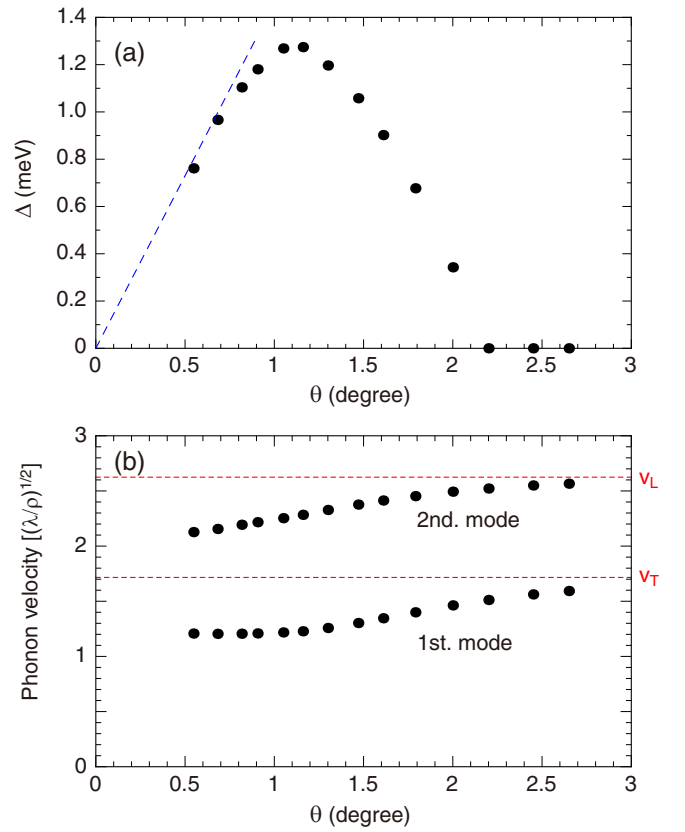 (a)
1.4
1.2
1.0
0.8
0.6
0.4
0.2
0
Δ (meV)
0 0.5 1 1.5 2 2.5 3
θ (degree)
(b)
3
2
1
0
Phonon velocity [(λ/ρ)^{1/2}]
v_L
2nd. mode
v_T
1st. mode
0 0.5 1 1.5 2 2.5 3
θ (degree)